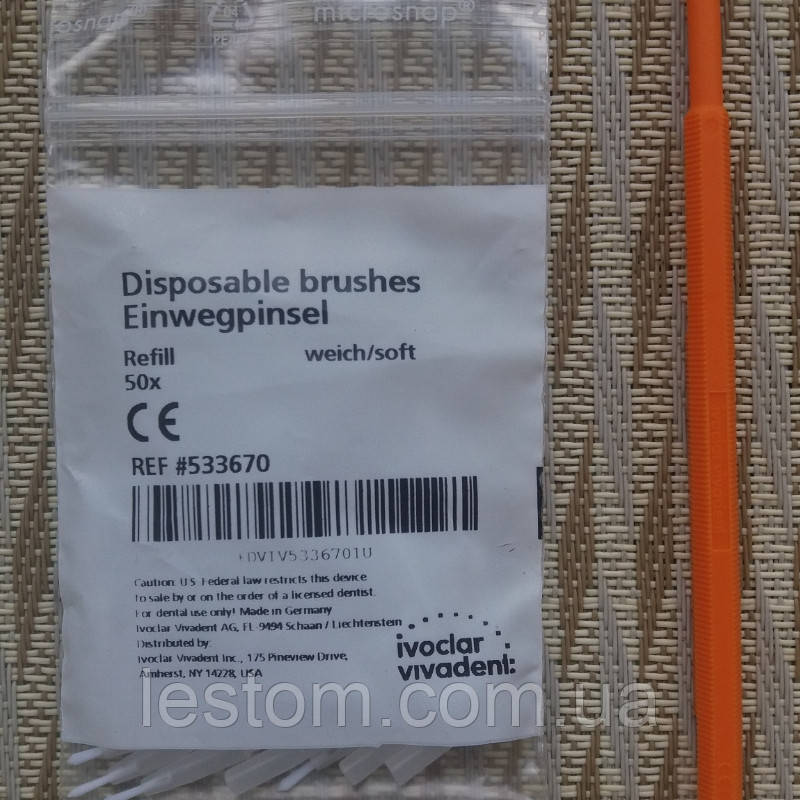 microsnap®
Disposable brushes
Einwegpinsel
Refill weich/soft
50x
CE
REF #533670
DVIV5336701U
Caution: U.S. Federal law restricts this device
to sale by or on the order of a licensed dentist.
For dental use only! Made in Germany
Ivoclar Vivadent AG, FL-9494 Schaan / Liechtenstein
Distributed by:
Ivoclar Vivadent Inc., 175 Pineview Drive,
Amherst, NY 14228, USA
ivoclar
vivadent:
lestom.com.ua